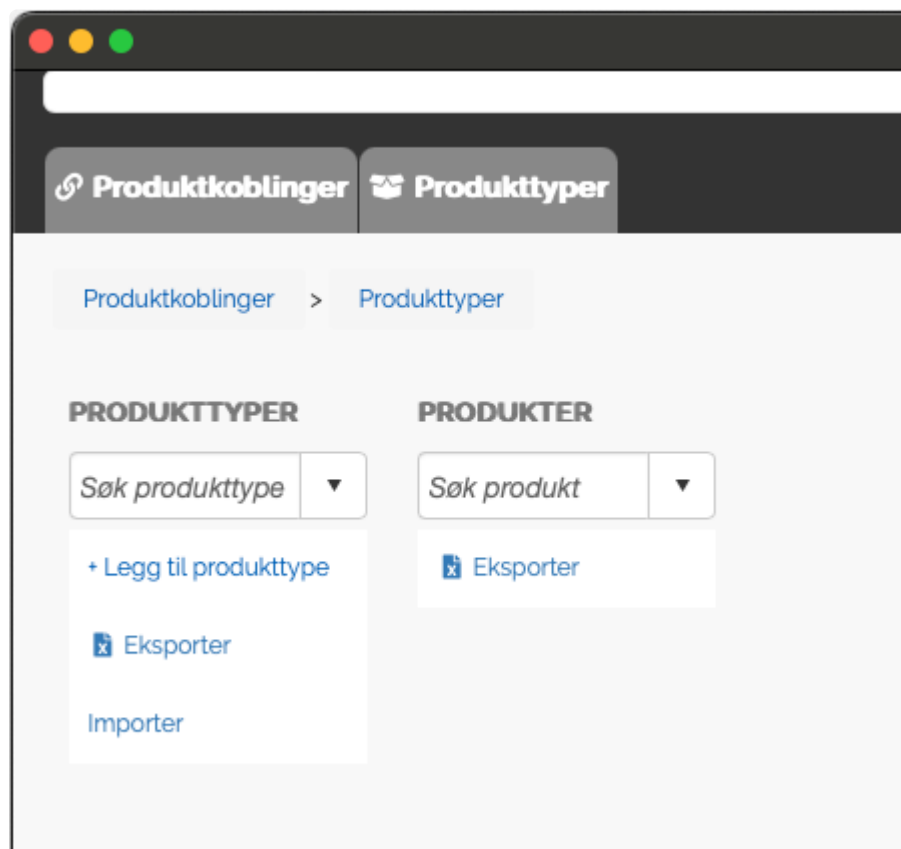 Produktkoblinger Produkttyper
Produktkoblinger > Produkttyper
PRODUKTTYPER
Søk produkttype
+ Legg til produkttype
Eksporter
Importer
PRODUKTER
Søk produkt
Eksporter